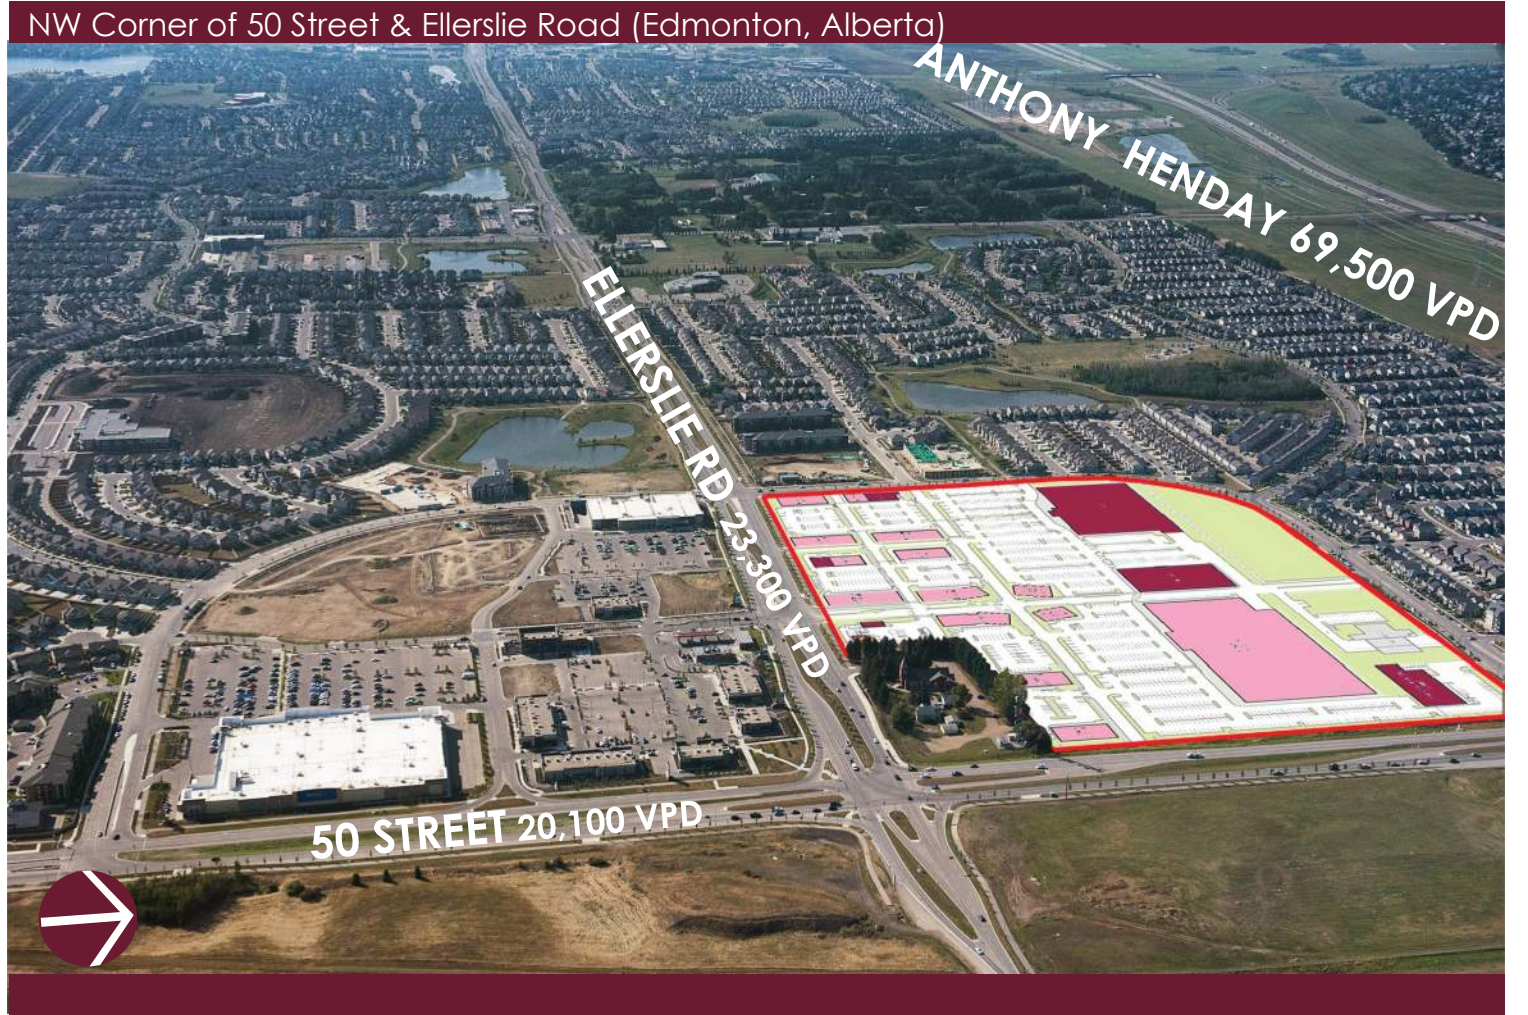 NW Corner of 50 Street & Ellerslie Road (Edmonton, Alberta)
ANTHONY HENDAY 69,500 VPD
ELLERSLIE RD 23,300 VPD
50 STREET 20,100 VPD